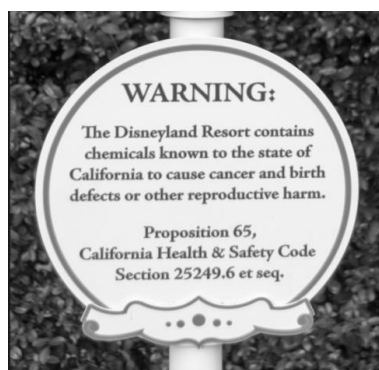 WARNING:
The Disneyland Resort contains
chemicals known to the state of
California to cause cancer and birth
defects or other reproductive harm.
Proposition 65,
California Health & Safety Code
Section 25249.6 et seq.